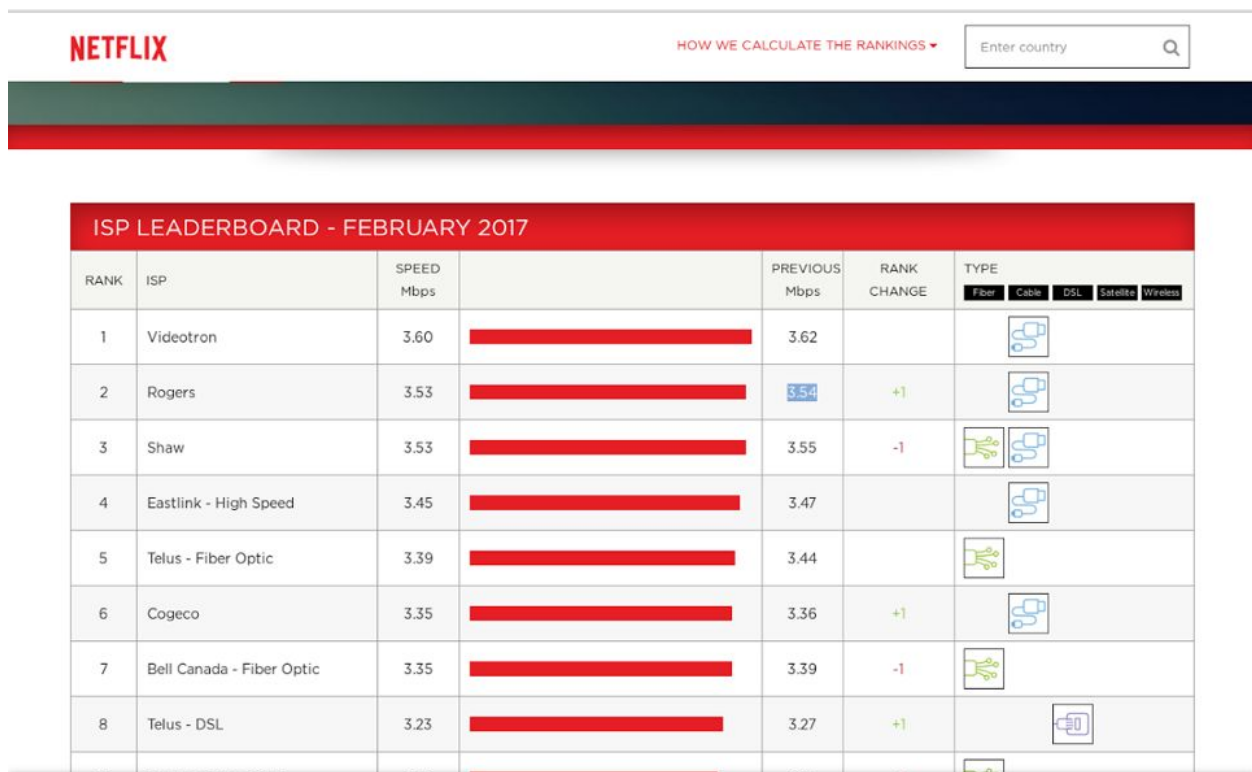 NETFLIX
HOW WE CALCULATE THE RANKINGS
Enter country
ISP LEADERBOARD - FEBRUARY 2017
RANK ISP SPEED Mbps PREVIOUS Mbps RANK CHANGE TYPE
Fiber Cable DSL Satellite Wireless
1 Videotron 3.60 3.62
2 Rogers 3.53 3.54 +1
3 Shaw 3.53 3.55 -1
4 Eastlink - High Speed 3.45 3.47
5 Telus - Fiber Optic 3.39 3.44
6 Cogeco 3.35 3.36 +1
7 Bell Canada - Fiber Optic 3.35 3.39 -1
8 Telus - DSL 3.23 3.27 +1